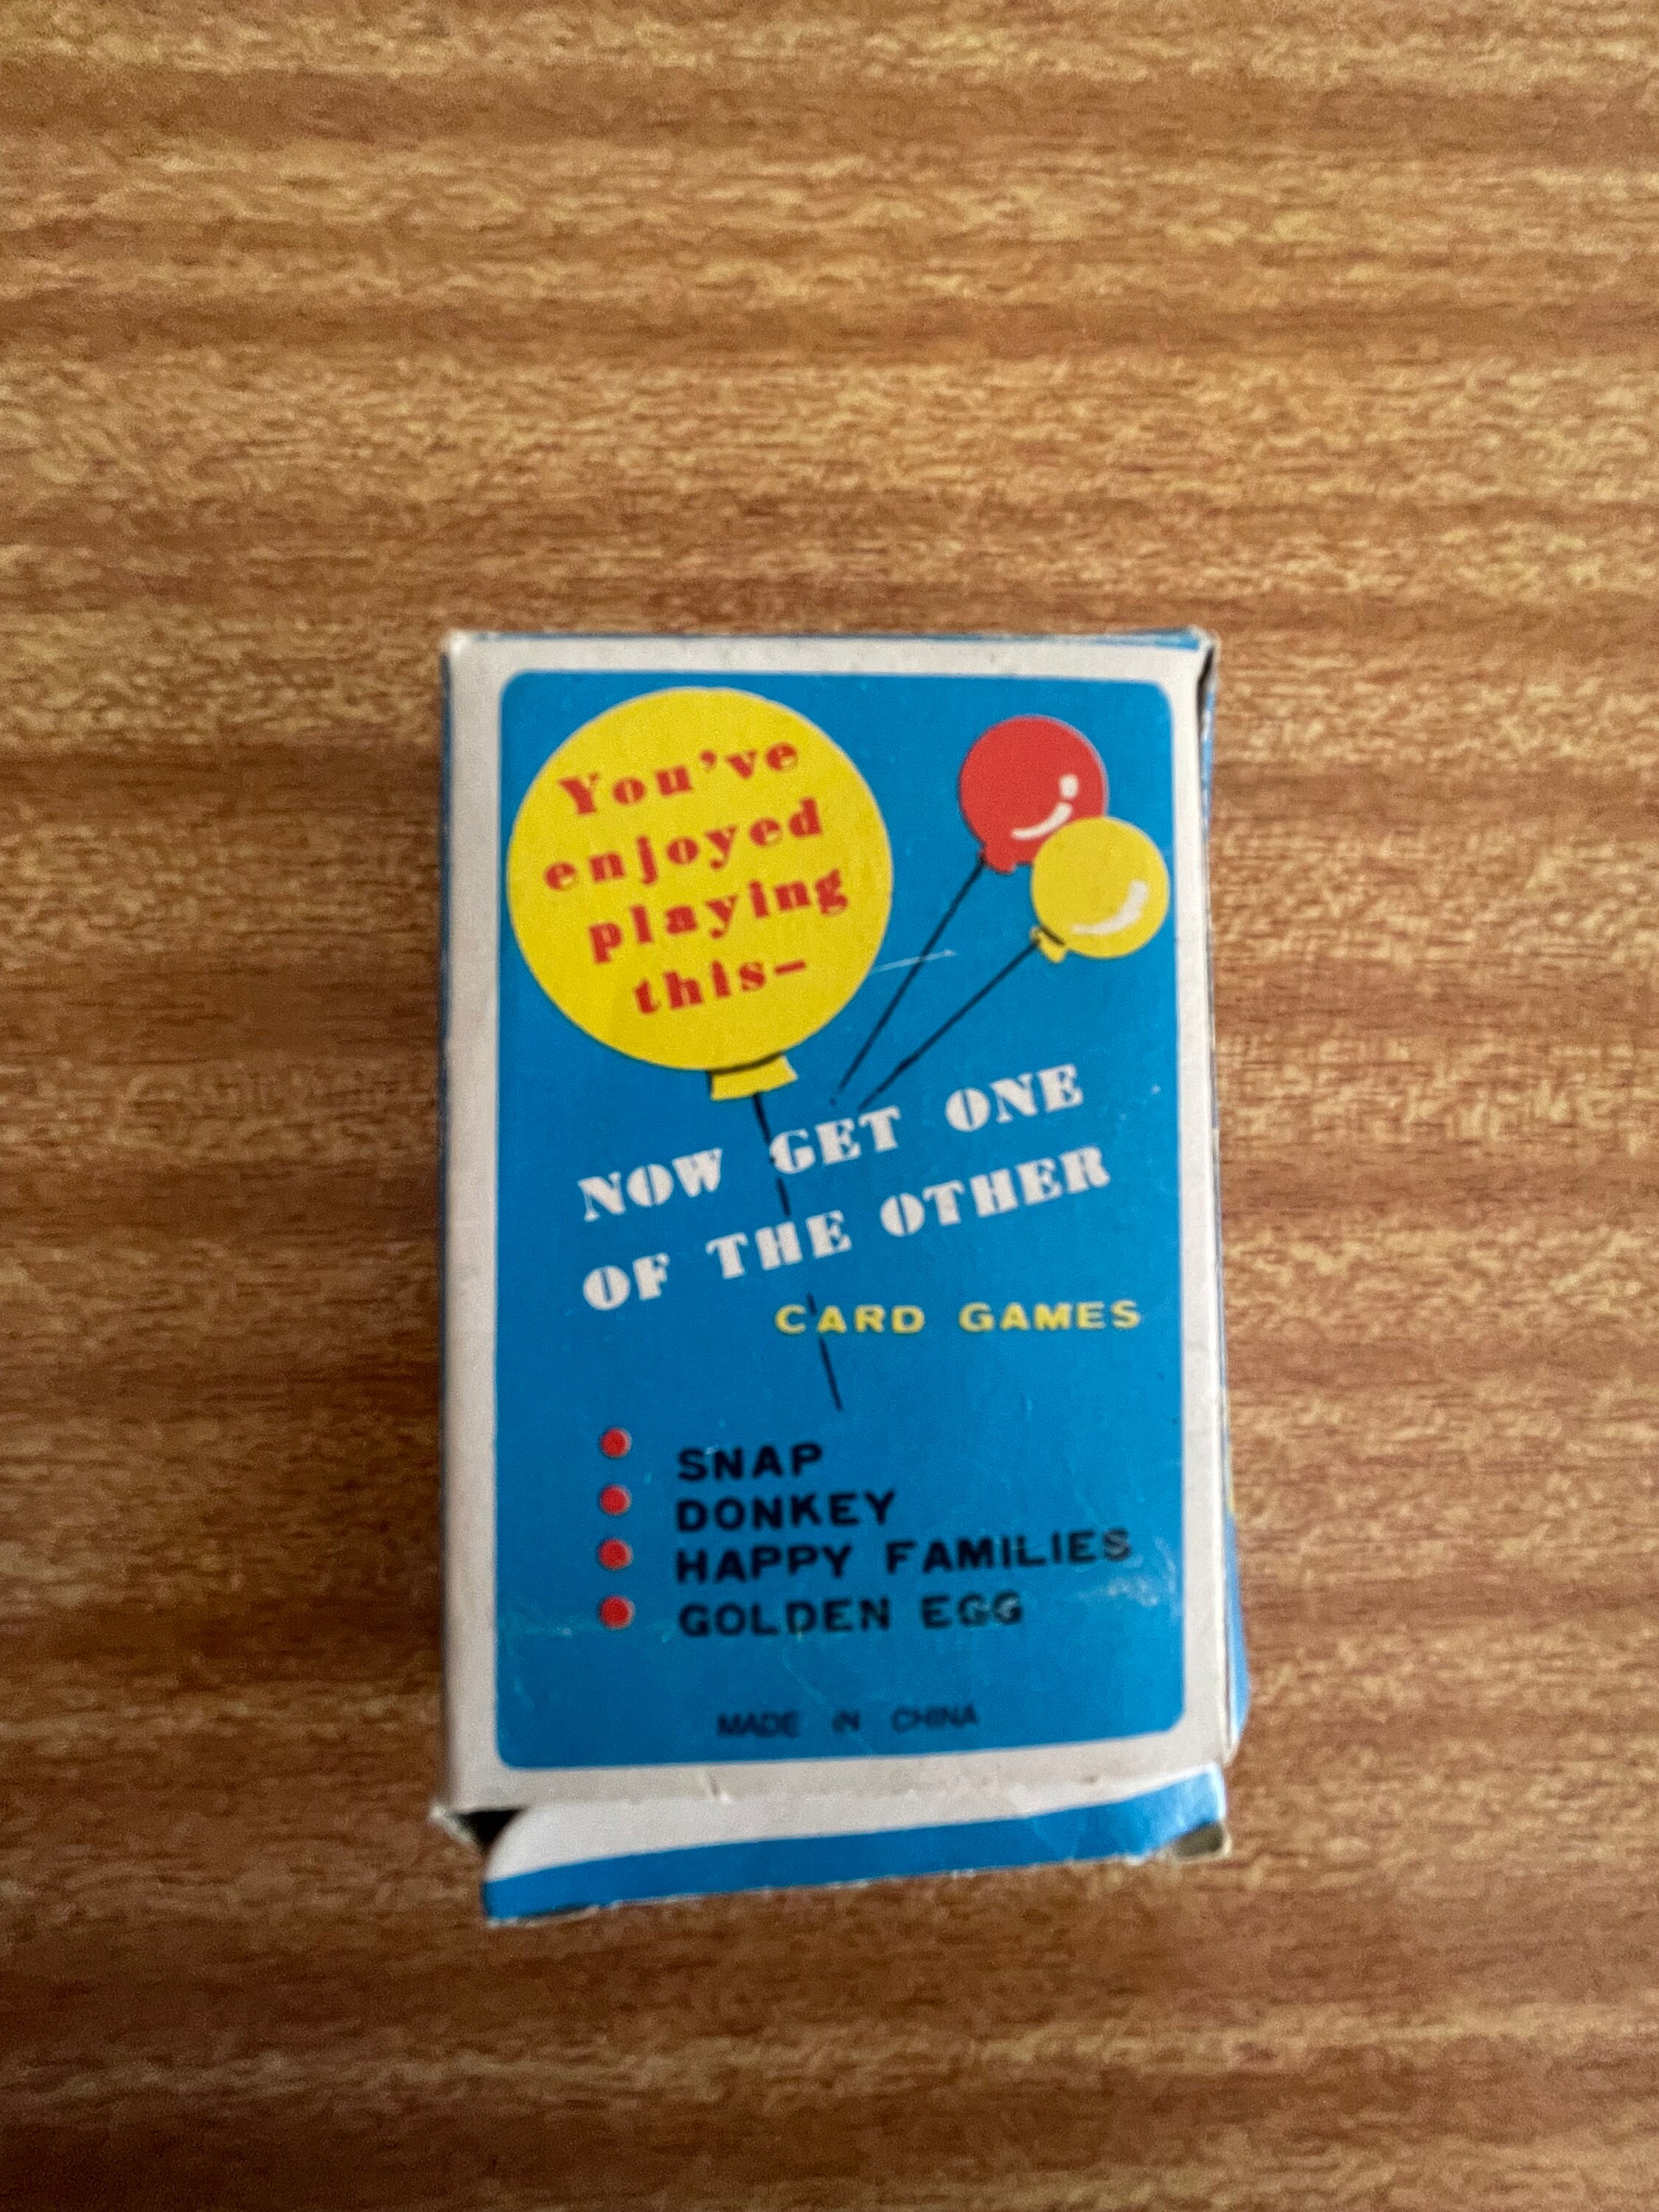 You've
enjoyed
playing
this—
NOW GET ONE
OF THE OTHER
CARD GAMES
SNAP
DONKEY
HAPPY FAMILIES
GOLDEN EGG
MADE IN CHINA